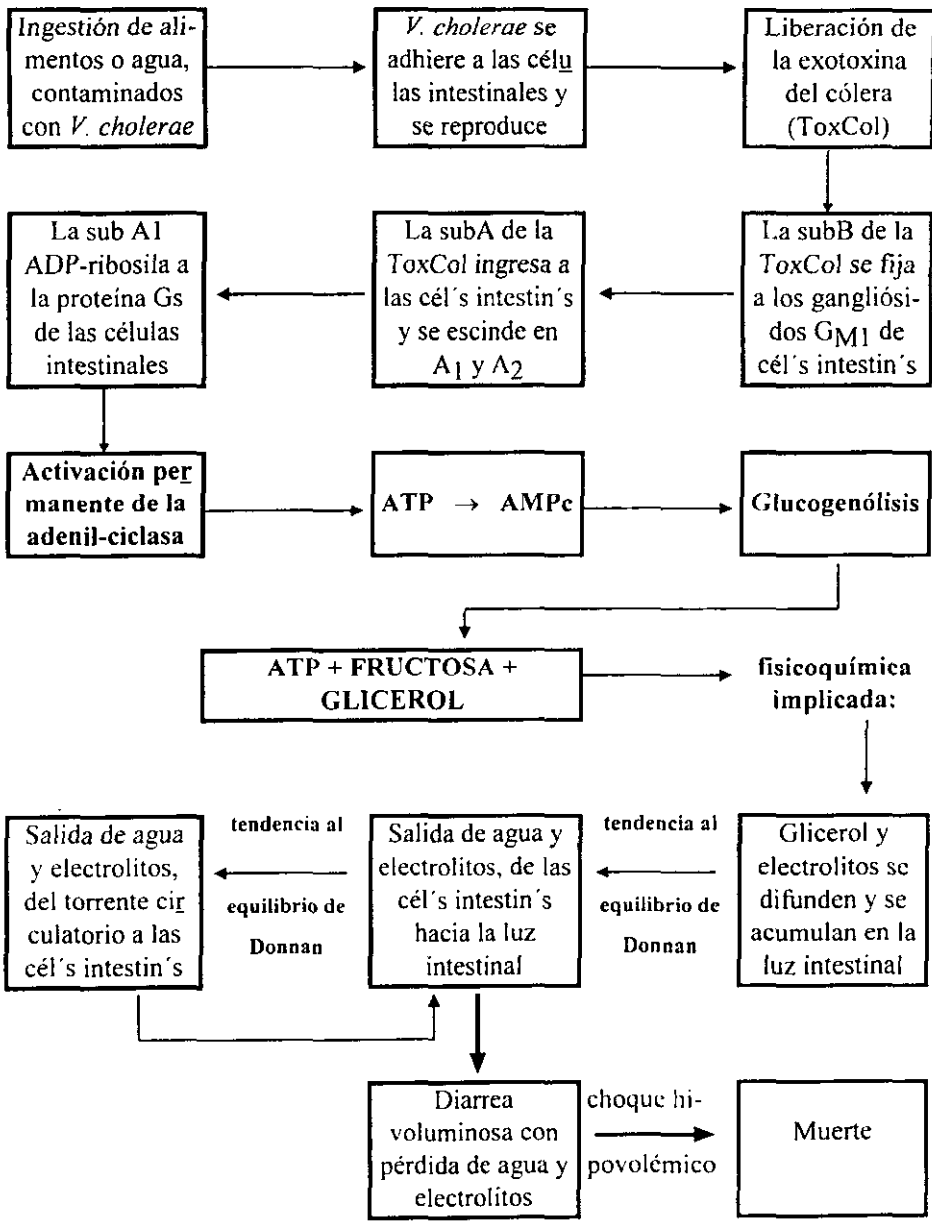 Ingestión de ali-
mentos o agua,
contaminados
con V. cholerae
V. cholerae se
adhiere a las célu
las intestinales y
se reproduce
Liberación de
la exotoxina
del cólera
(ToxCol)
La subB de la
ToxCol se fija
a los gangliósi-
dos GM1 de
cél´s intestin´s
La subA de la
ToxCol ingresa a
las cél´s intestin´s
y se escinde en
A1 y A2
La sub A1
ADP-ribosila a
la proteína Gs
de las células
intestinales
Activación per
manente de la
adenil-ciclasa
ATP → AMPc
Glucogenólisis
ATP + FRUCTOSA +
GLICEROL
fisicoquímica
implicada:
Glicerol y
electrolitos se
difunden y se
acumulan en la
luz intestinal
tendencia al
equilibrio de
Donnan
Salida de agua y
electrolitos, de las
cél´s intestin´s
hacia la luz
intestinal
tendencia al
equilibrio de
Donnan
Salida de agua
y electrolitos,
del torrente cir
culatorio a las
cél´s intestin´s
Diarrea
voluminosa con
pérdida de agua y
electrolitos
choque hi-
povolémico
Muerte